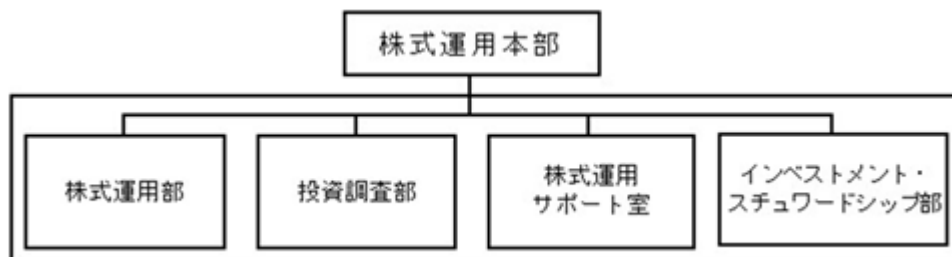 株式運用本部
株式運用部
投資調査部
株式運用
サポート室
インベストメント・
スチュワードシップ部